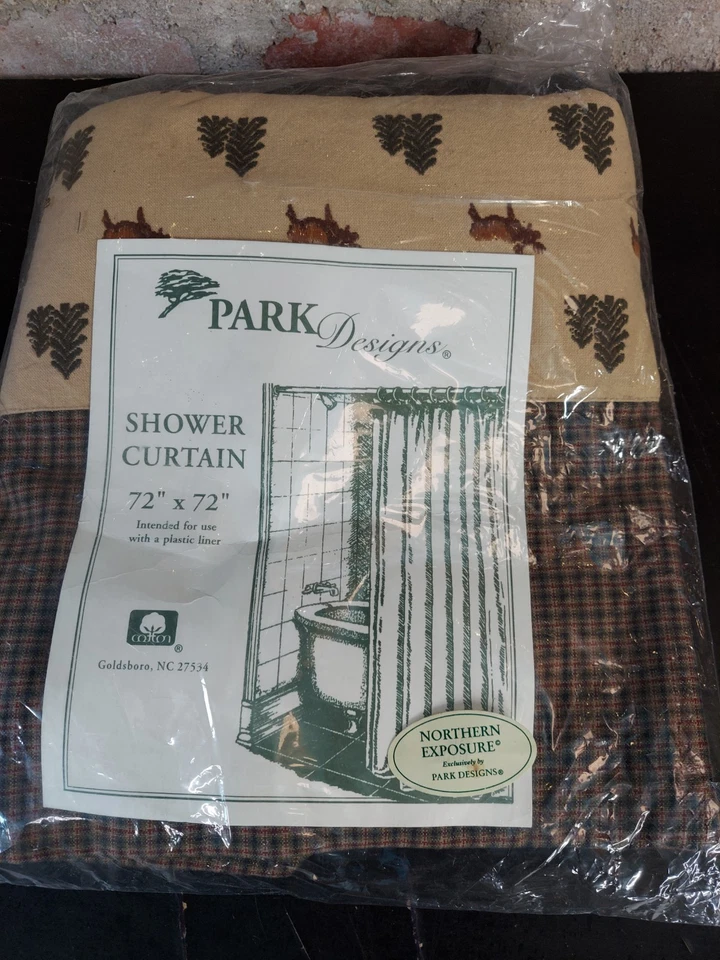 PARK Designs®
SHOWER
CURTAIN
72" x 72"
Intended for use
with a plastic liner
cotton®
Goldsboro, NC 27534
NORTHERN
EXPOSURE©
Exclusively by
PARK DESIGNS®